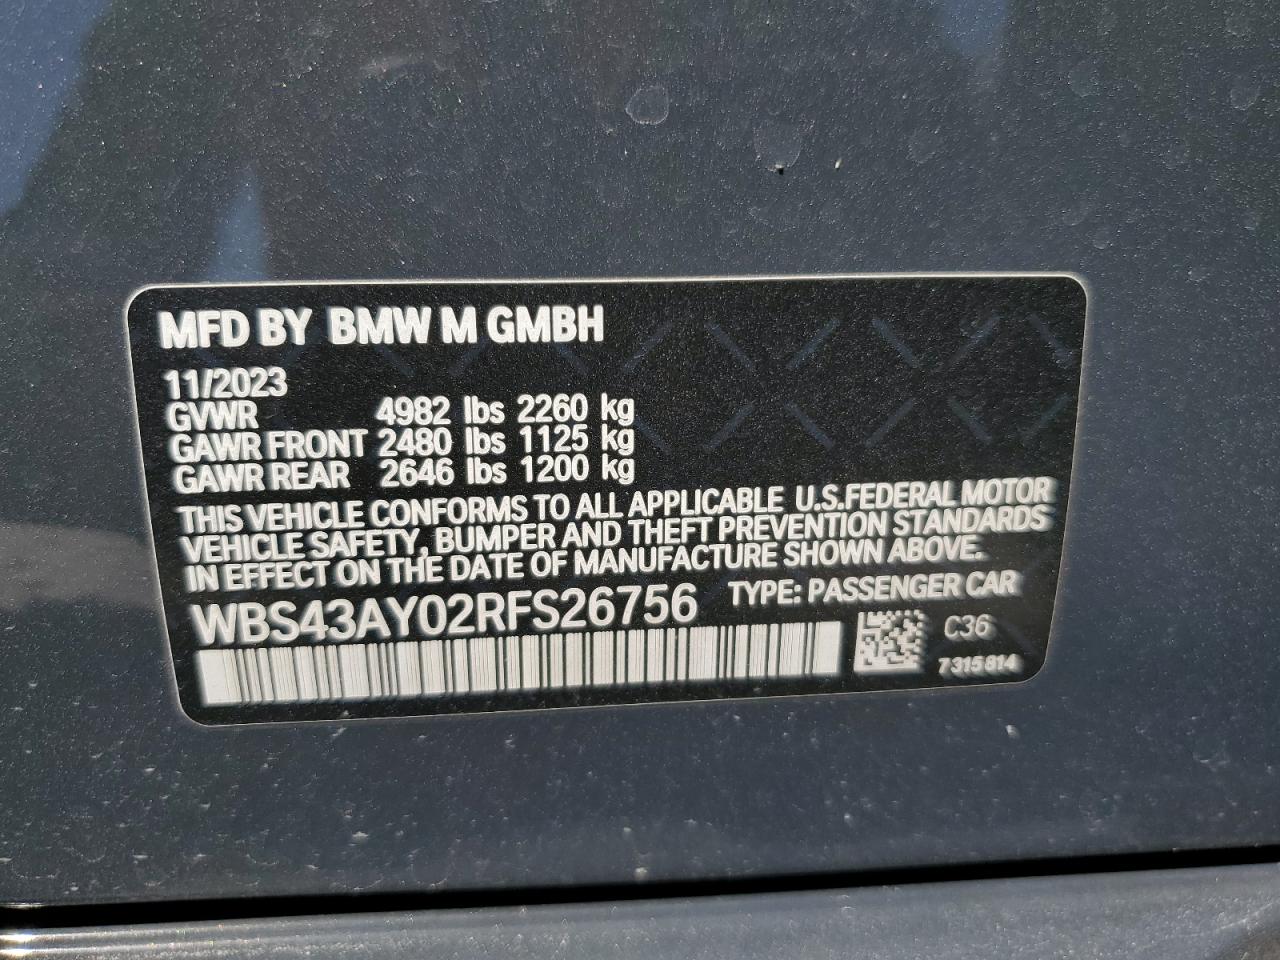 MFD BY BMW M GMBH
11/2023
GVWR 4982 lbs 2260 kg
GAWR FRONT 2480 lbs 1125 kg
GAWR REAR 2646 lbs 1200 kg
THIS VEHICLE CONFORMS TO ALL APPLICABLE U.S.FEDERAL MOTOR
VEHICLE SAFETY, BUMPER AND THEFT PREVENTION STANDARDS
IN EFFECT ON THE DATE OF MANUFACTURE SHOWN ABOVE.
WBS43AY02RFS26756 TYPE: PASSENGER CAR
C36
7315814